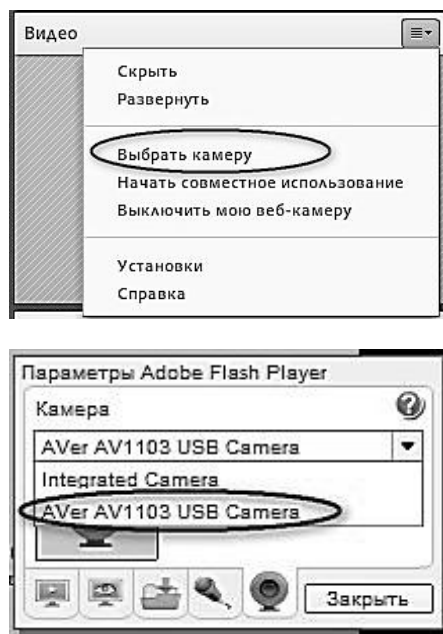 Видео
Скрыть
Развернуть
Выбрать камеру
Начать совместное использование
Выключить мою веб-камеру
Установки
Справка
Параметры Adobe Flash Player
Камера
AVer AV1103 USB Camera
Integrated Camera
AVer AV1103 USB Camera
Закрыть